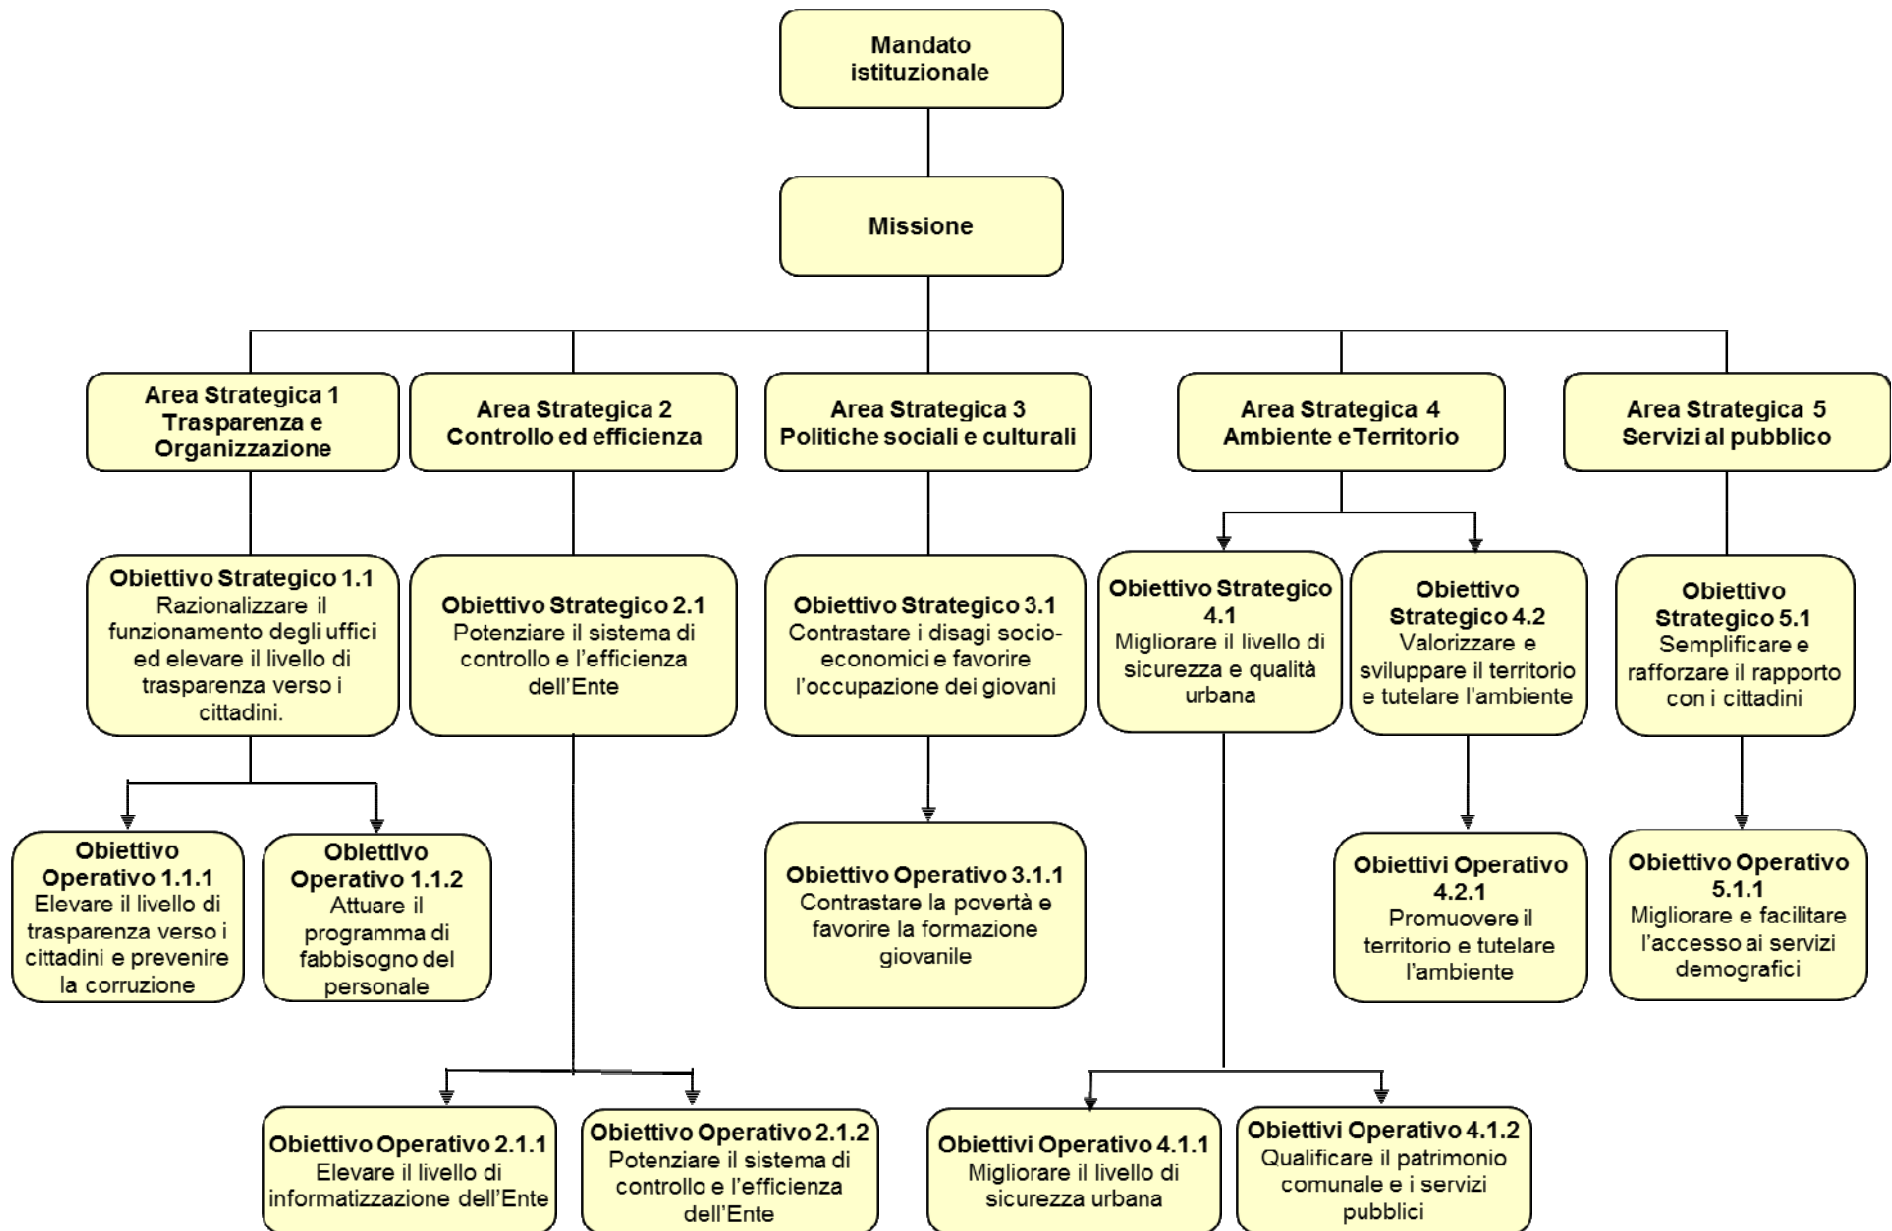 Mandato
istituzionale
Missione
Area Strategica 1
Trasparenza e
Organizzazione
Area Strategica 2
Controllo ed efficienza
Area Strategica 3
Politiche sociali e culturali
Area Strategica 4
Ambiente e Territorio
Area Strategica 5
Servizi al pubblico
Obiettivo Strategico 1.1
Razionalizzare il
funzionamento degli uffici
ed elevare il livello di
trasparenza verso i
cittadini.
Obiettivo Strategico 2.1
Potenziare il sistema di
controllo e l'efficienza
dell'Ente
Obiettivo Strategico 3.1
Contrastare i disagi socio-
economici e favorire
l'occupazione dei giovani
Obiettivo Strategico
4.1
Migliorare il livello di
sicurezza e qualità
urbana
Obiettivo
Strategico 4.2
Valorizzare e
sviluppare il territorio
e tutelare l'ambiente
Obiettivo
Strategico 5.1
Semplificare e
rafforzare il rapporto
con i cittadini
Obiettivo
Operativo 1.1.1
Elevare il livello di
trasparenza verso i
cittadini e prevenire
la corruzione
Obiettivo
Operativo 1.1.2
Attuare il
programma di
fabbisogno del
personale
Obiettivo Operativo 3.1.1
Contrastare la povertà e
favorire la formazione
giovanile
Obiettivi Operativo
4.2.1
Promuovere il
territorio e tutelare
l'ambiente
Obiettivo Operativo
5.1.1
Migliorare e facilitare
l'accesso ai servizi
demografici
Obiettivo Operativo 2.1.1
Elevare il livello di
informatizzazione dell'Ente
Obiettivo Operativo 2.1.2
Potenziare il sistema di
controllo e l'efficienza
dell'Ente
Obiettivi Operativo 4.1.1
Migliorare il livello di
sicurezza urbana
Obiettivi Operativo 4.1.2
Qualificare il patrimonio
comunale e i servizi
pubblici